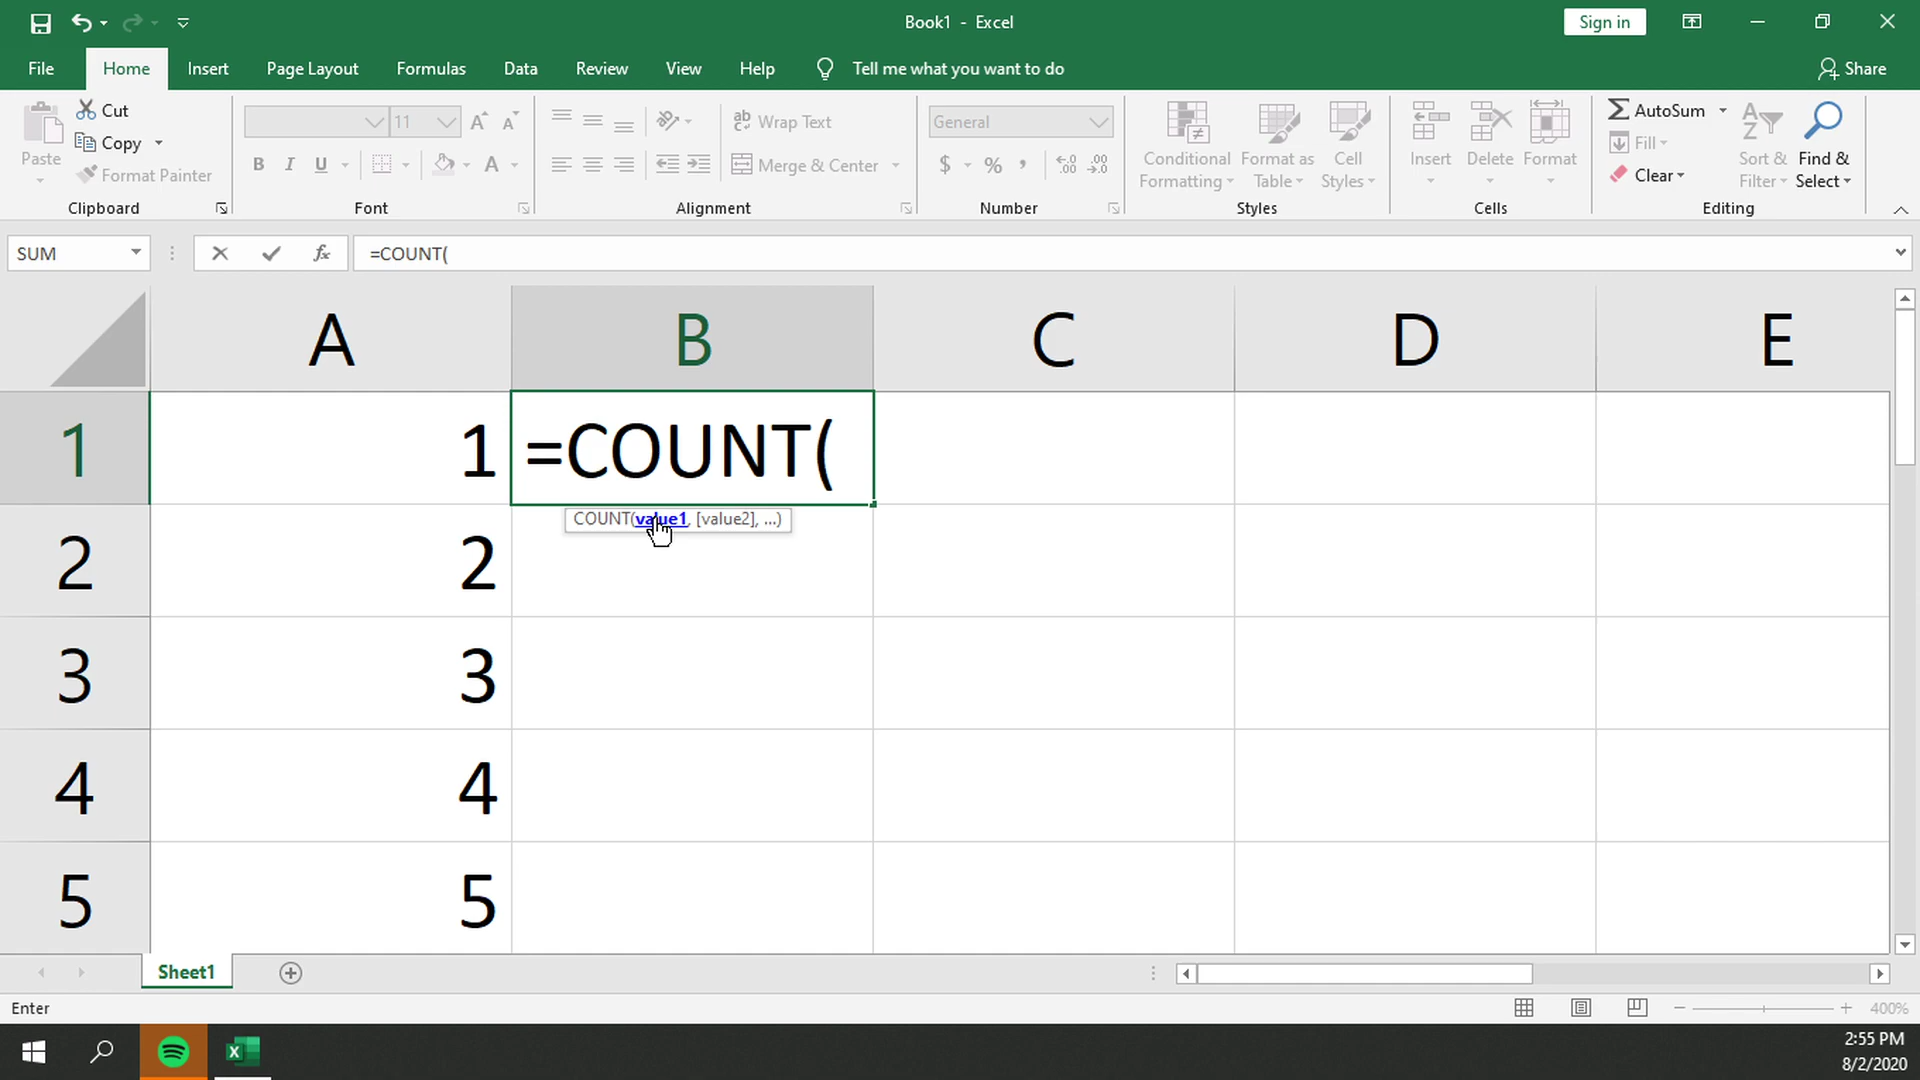 Book1 - Excel
Sign in
File Home Insert Page Layout Formulas Data Review View Help Tell me what you want to do Share
Paste
Cut
Copy
Format Painter
Clipboard
11
B I U A
Font
ab Wrap Text
Merge & Center
Alignment
General
$ % ,
Number
Conditional Formatting
Format as Table
Cell Styles
Styles
Insert
Delete
Format
Cells
AutoSum
Fill
Clear
Sort & Filter
Find & Select
Editing
SUM fx =COUNT(
A B C D E
1 1 =COUNT(
COUNT(value1, [value2], ...)
2 2
3 3
4 4
5 5
Sheet1
Enter
400%
2:55 PM
8/2/2020